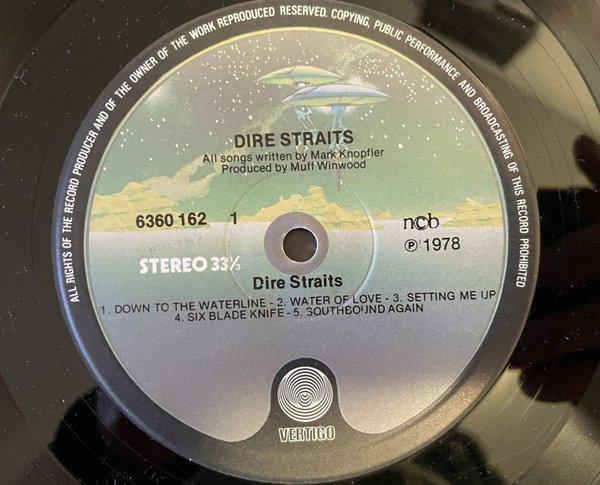 ALL RIGHTS OF THE RECORD PRODUCER AND OF THE OWNER OF THE WORK REPRODUCED RESERVED. COPYING, PUBLIC PERFORMANCE AND BROADCASTING OF THIS RECORD PROHIBITED
DIRE STRAITS
All songs written by Mark Knopfler
Produced by Muff Winwood
6360 162 1
ncb
STEREO 33⅓
Ⓟ 1978
Dire Straits
1. DOWN TO THE WATERLINE - 2. WATER OF LOVE - 3. SETTING ME UP
4. SIX BLADE KNIFE - 5. SOUTHBOUND AGAIN
VERTIGO